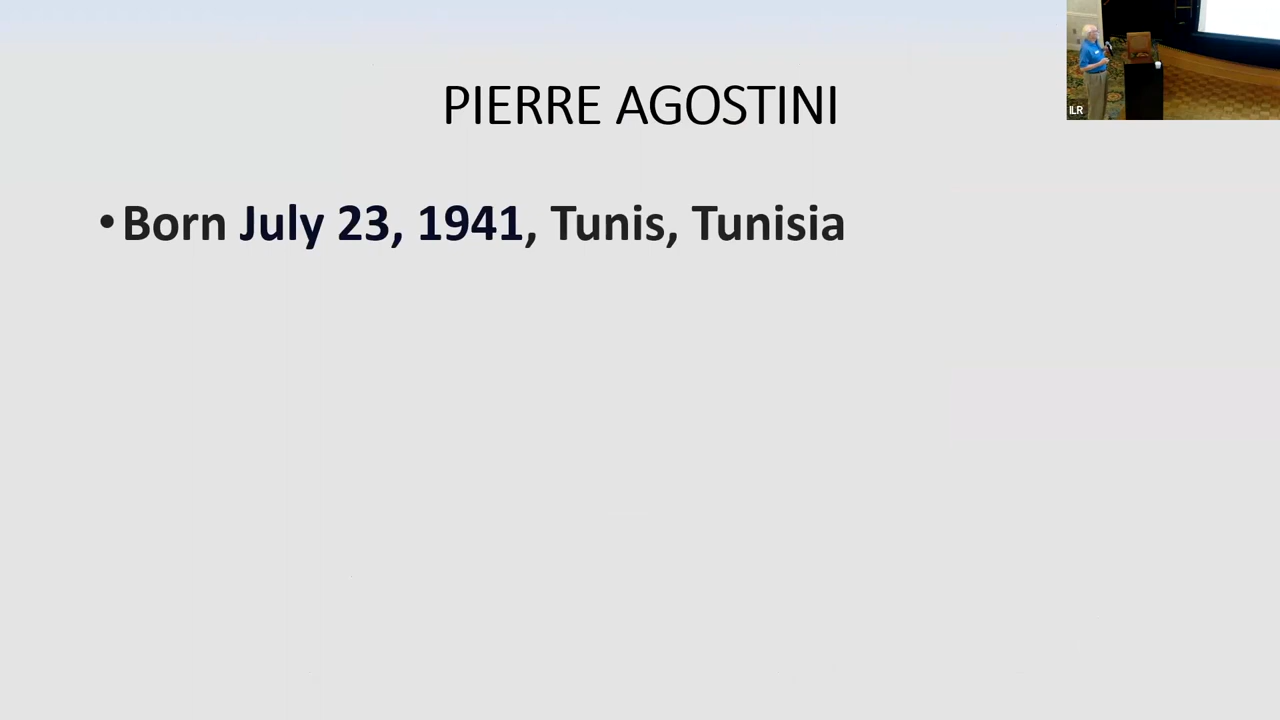 PIERRE AGOSTINI
ILR
•Born July 23, 1941, Tunis, Tunisia